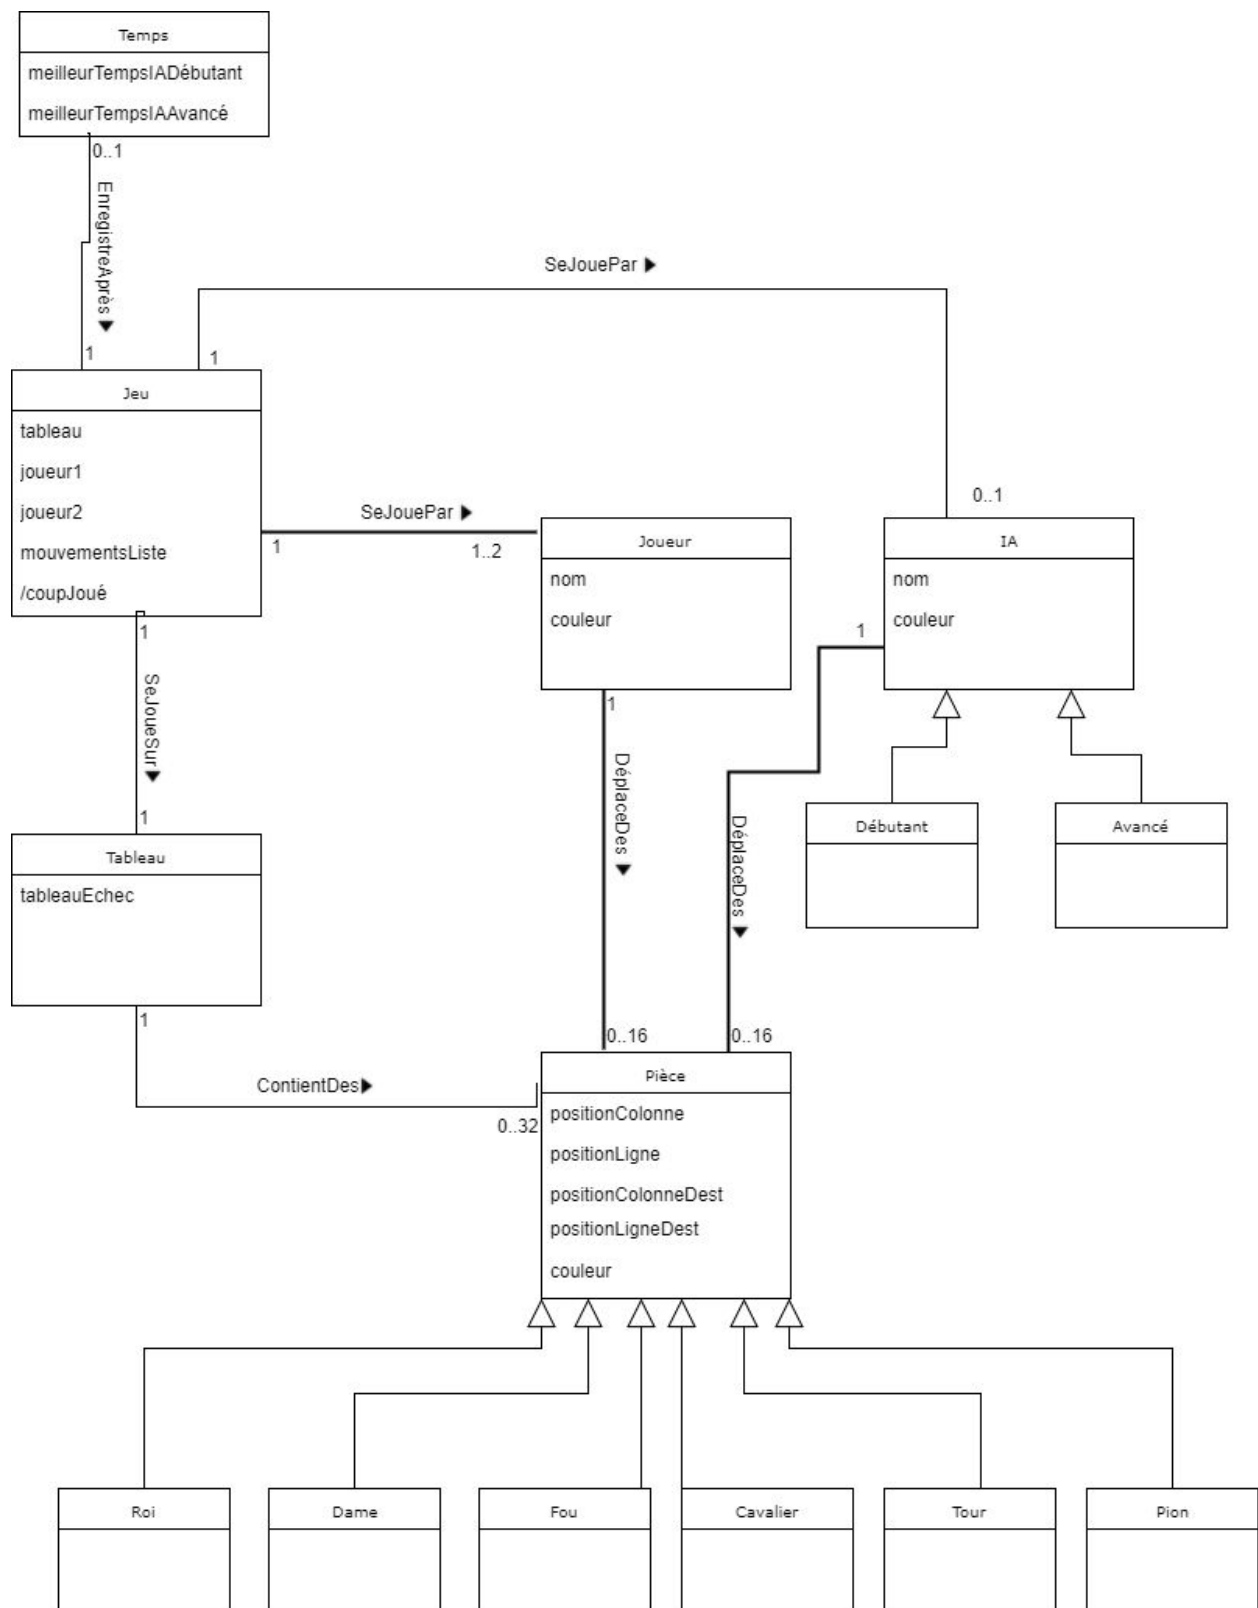 Temps
meilleurTempsIADébutant
meilleurTempsIAAvancé
0..1
EnregistreAprès
1
SeJouePar
1
0..1
Jeu
tableau
joueur1
joueur2
mouvementsListe
/coupJoué
SeJouePar
1
1..2
Joueur
nom
couleur
IA
nom
couleur
1
1
SeJoueSur
1
1
DéplaceDes
0..16
DéplaceDes
0..16
Débutant
Avancé
Tableau
tableauEchec
1
ContientDes
0..32
Pièce
positionColonne
positionLigne
positionColonneDest
positionLigneDest
couleur
Roi
Dame
Fou
Cavalier
Tour
Pion